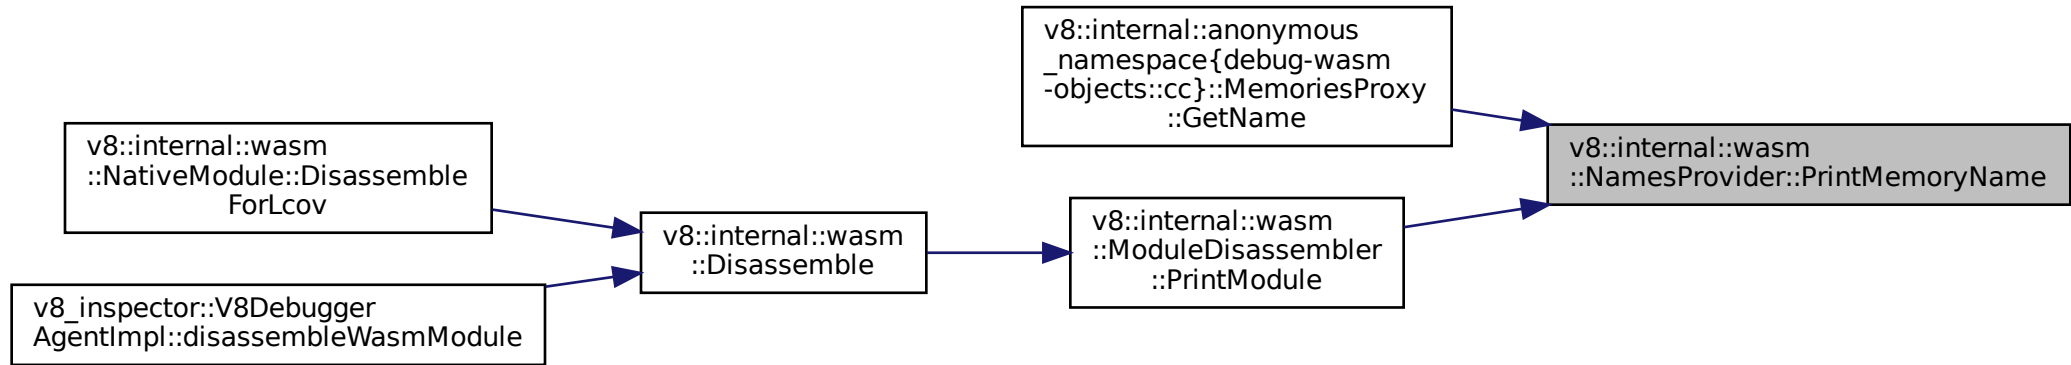 v8::internal::anonymous
_namespace{debug-wasm
-objects::cc}::MemoriesProxy
::GetName
v8::internal::wasm
::NativeModule::Disassemble
ForLcov
v8::internal::wasm
::NamesProvider::PrintMemoryName
v8::internal::wasm
::ModuleDisassembler
::PrintModule
v8::internal::wasm
::Disassemble
v8_inspector::V8Debugger
AgentImpl::disassembleWasmModule